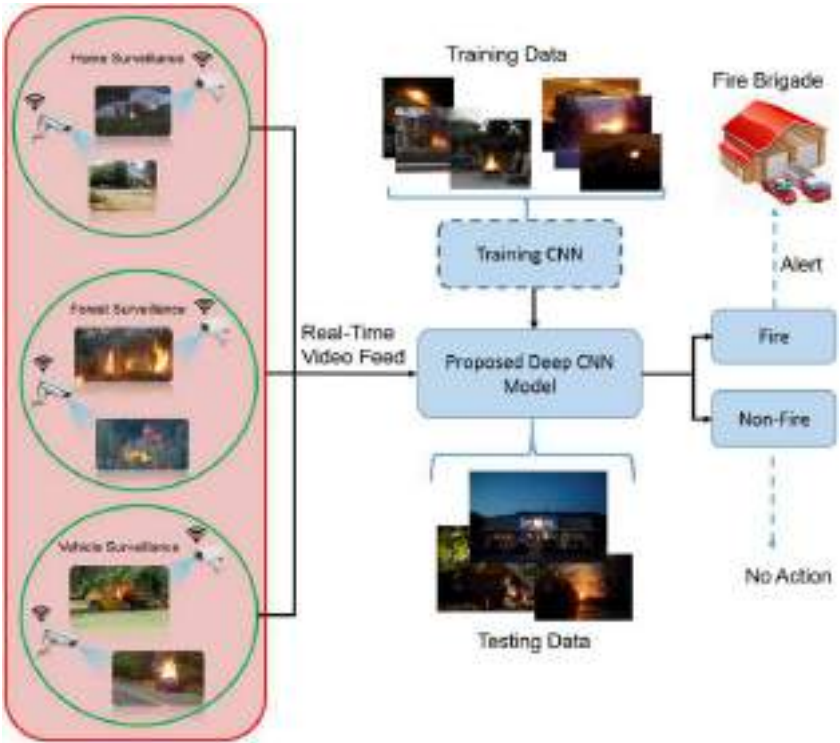 Home Surveillance
Forest Surveillance
Vehicle Surveillance
Real-Time
Video Feed
Training Data
Training CNN
Proposed Deep CNN
Model
Testing Data
Fire Brigade
Alert
Fire
Non-Fire
No Action